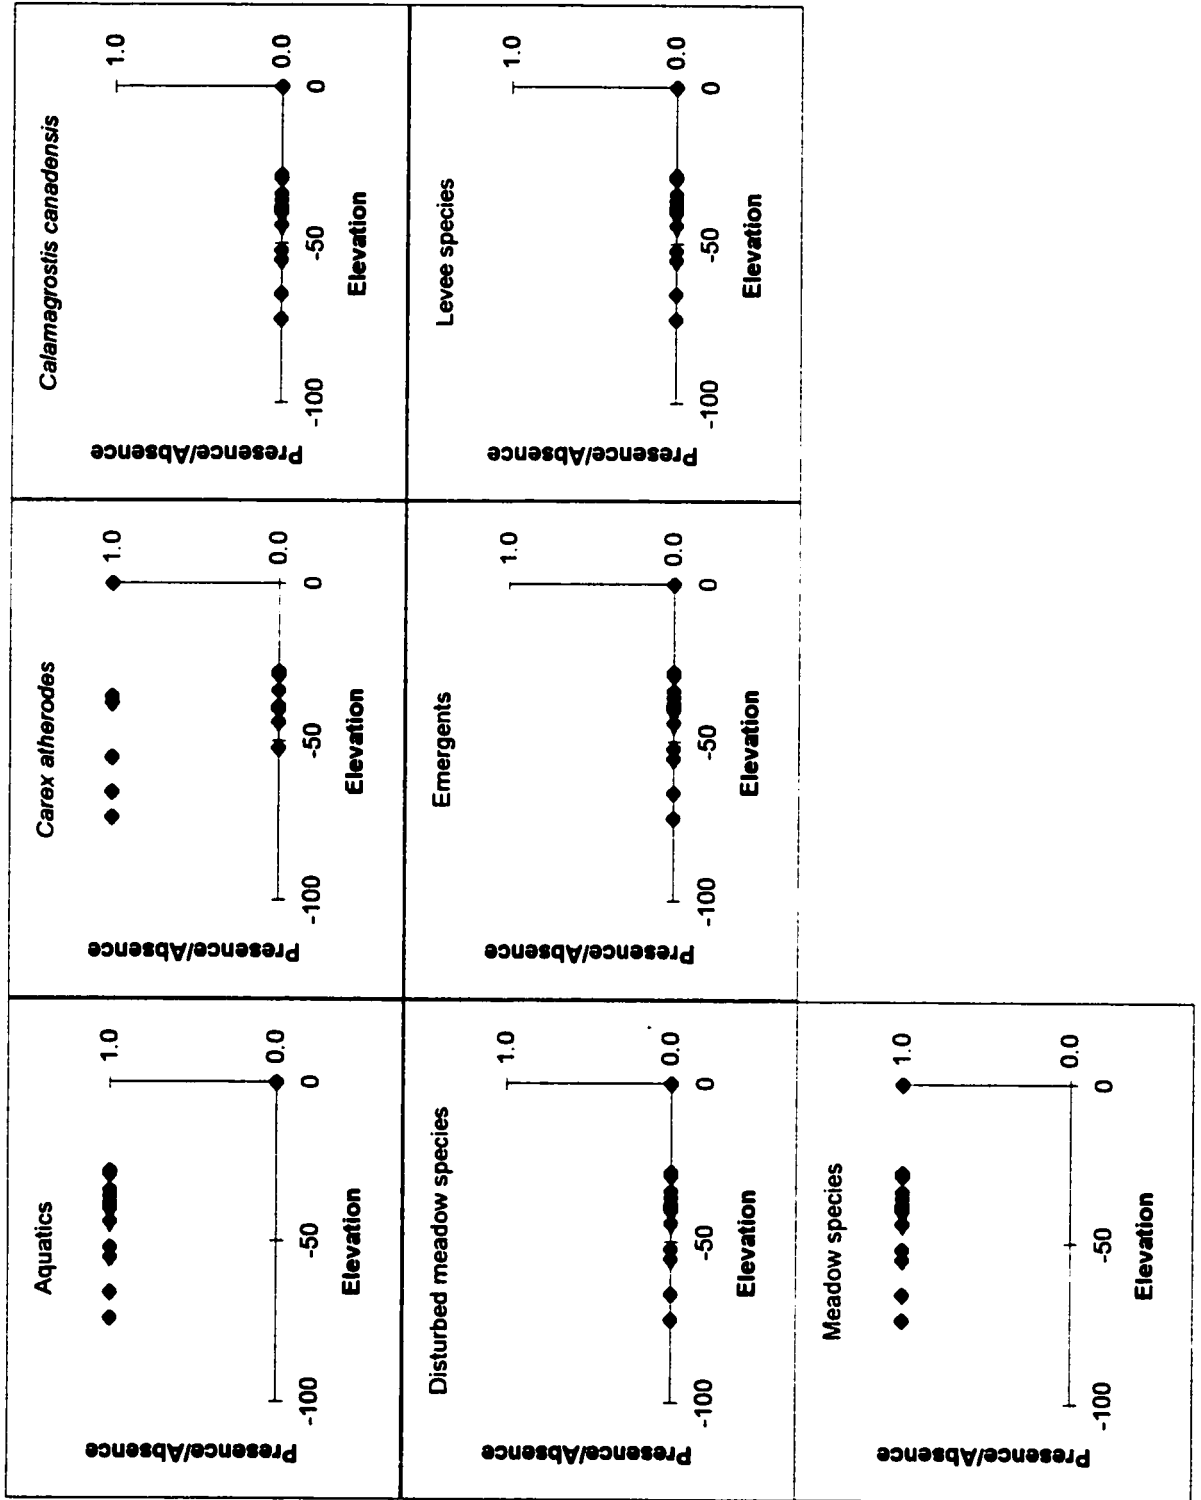 Aquatics
Presence/Absence
1.0
0.0
-100
-50
0
Elevation
Carex atherodes
Presence/Absence
1.0
0.0
-100
-50
0
Elevation
Calamagrostis canadensis
Presence/Absence
1.0
0.0
-100
-50
0
Elevation
Disturbed meadow species
Presence/Absence
1.0
0.0
-100
-50
0
Elevation
Emergents
Presence/Absence
1.0
0.0
-100
-50
0
Elevation
Levee species
Presence/Absence
1.0
0.0
-100
-50
0
Elevation
Meadow species
Presence/Absence
1.0
0.0
-100
-50
0
Elevation